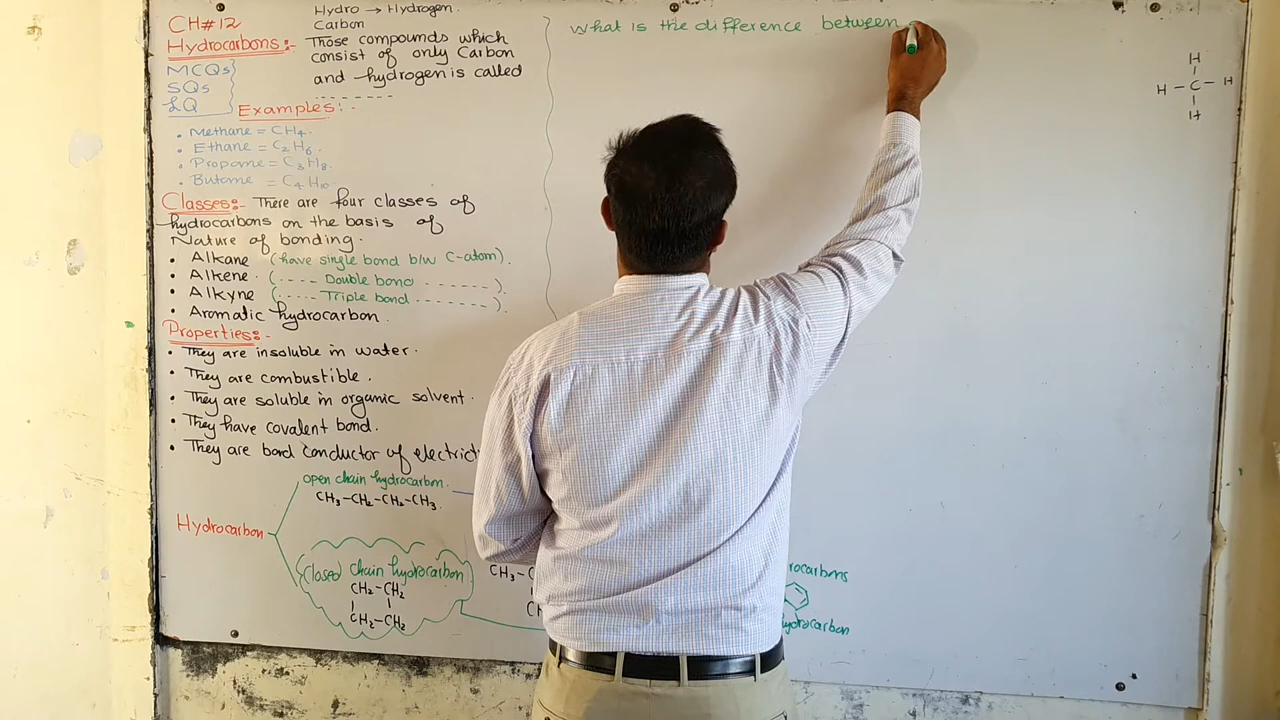 CH#12
Hydrocarbons:-
MCQs
SQs
LQ
Hydro → Hydrogen.
Carbon
Those compounds which
consist of only Carbon
and hydrogen is called
Examples:-
• Methane = CH4.
• Ethane = C2H6.
• Propane = C3H8.
• Butane = C4H10
Classes:- There are four classes of
hydrocarbons on the basis of
Nature of bonding.
• Alkane (have single bond b/w C-atom).
• Alkene. (.... Double bond ------).
• Alkyne (.... Triple bond ------).
• Aromatic hydrocarbon.
Properties:-
• They are insoluble in water.
• They are combustible.
• They are soluble in organic solvent.
• They have covalent bond.
• They are bard conductor of electric
Hydrocarbon
open chain hydrocarbon.
CH3-CH2-CH2-CH3.
Closed chain hydrocarbon
CH2-CH2
CH2-CH2
CH3-
What is the difference between
H
H - C - H
H
rocarbons
hydrocarbon